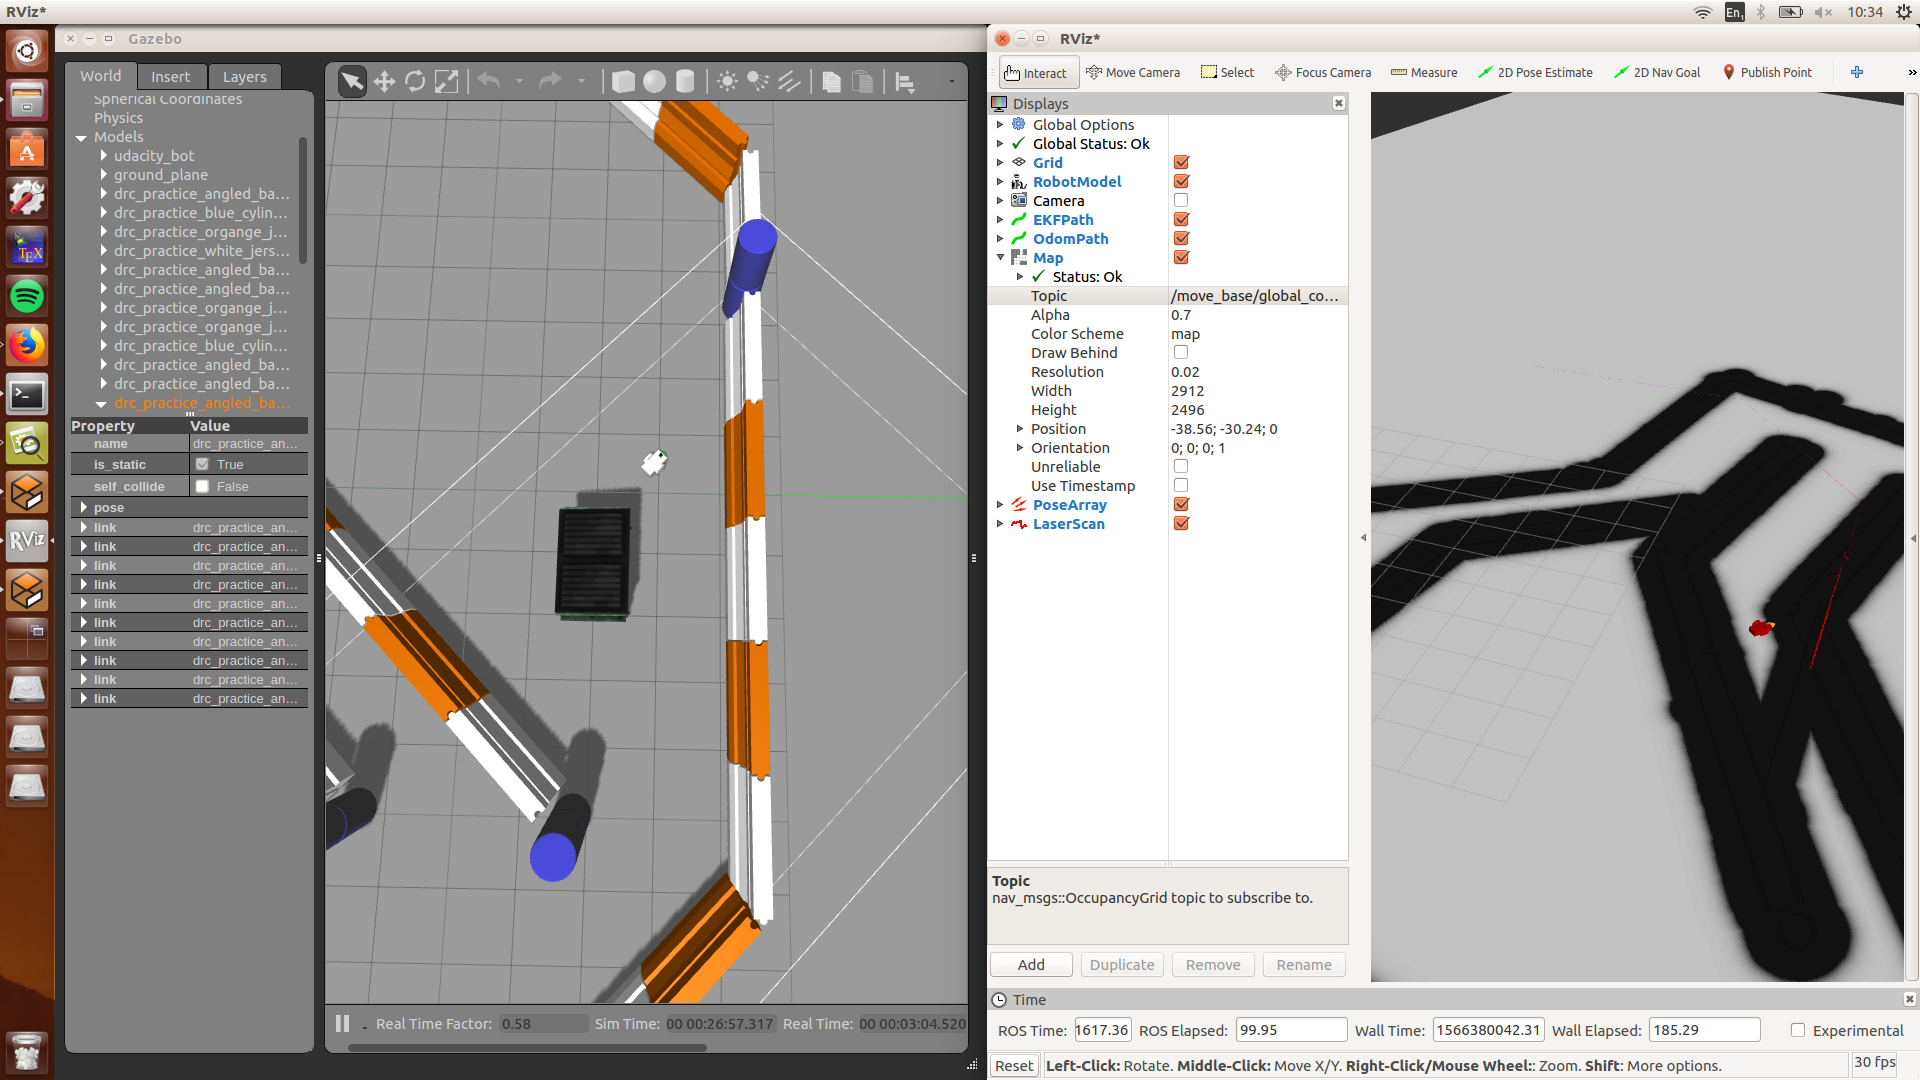 RViz*
En1
10:34
Gazebo
World
Insert
Layers
Spherical Coordinates
Physics
Models
udacity_bot
ground_plane
drc_practice_angled_ba...
drc_practice_blue_cylin...
drc_practice_organge_j...
drc_practice_white_jers...
drc_practice_angled_ba...
drc_practice_angled_ba...
drc_practice_organge_j...
drc_practice_organge_j...
drc_practice_blue_cylin...
drc_practice_angled_ba...
drc_practice_angled_ba...
drc_practice_angled_ba...
Property Value
name drc_practice_an...
is_static True
self_collide False
pose
link drc_practice_an...
link drc_practice_an...
link drc_practice_an...
link drc_practice_an...
link drc_practice_an...
link drc_practice_an...
link drc_practice_an...
link drc_practice_an...
link drc_practice_an...
link drc_practice_an...
TEX
RViz
Real Time Factor: 0.58 Sim Time: 00 00:26:57.317 Real Time: 00 00:03:04.520
RViz*
Interact
Move Camera
Select
Focus Camera
Measure
2D Pose Estimate
2D Nav Goal
Publish Point
Displays
Global Options
Global Status: Ok
Grid
RobotModel
Camera
EKFPath
OdomPath
Map
Status: Ok
Topic /move_base/global_co...
Alpha 0.7
Color Scheme map
Draw Behind
Resolution 0.02
Width 2912
Height 2496
Position -38.56; -30.24; 0
Orientation 0; 0; 0; 1
Unreliable
Use Timestamp
PoseArray
LaserScan
Topic
nav_msgs::OccupancyGrid topic to subscribe to.
Add
Duplicate
Remove
Rename
Time
ROS Time: 1617.36 ROS Elapsed: 99.95 Wall Time: 1566380042.31 Wall Elapsed: 185.29 Experimental
Reset
Left-Click: Rotate. Middle-Click: Move X/Y. Right-Click/Mouse Wheel:: Zoom. Shift: More options.
30 fps